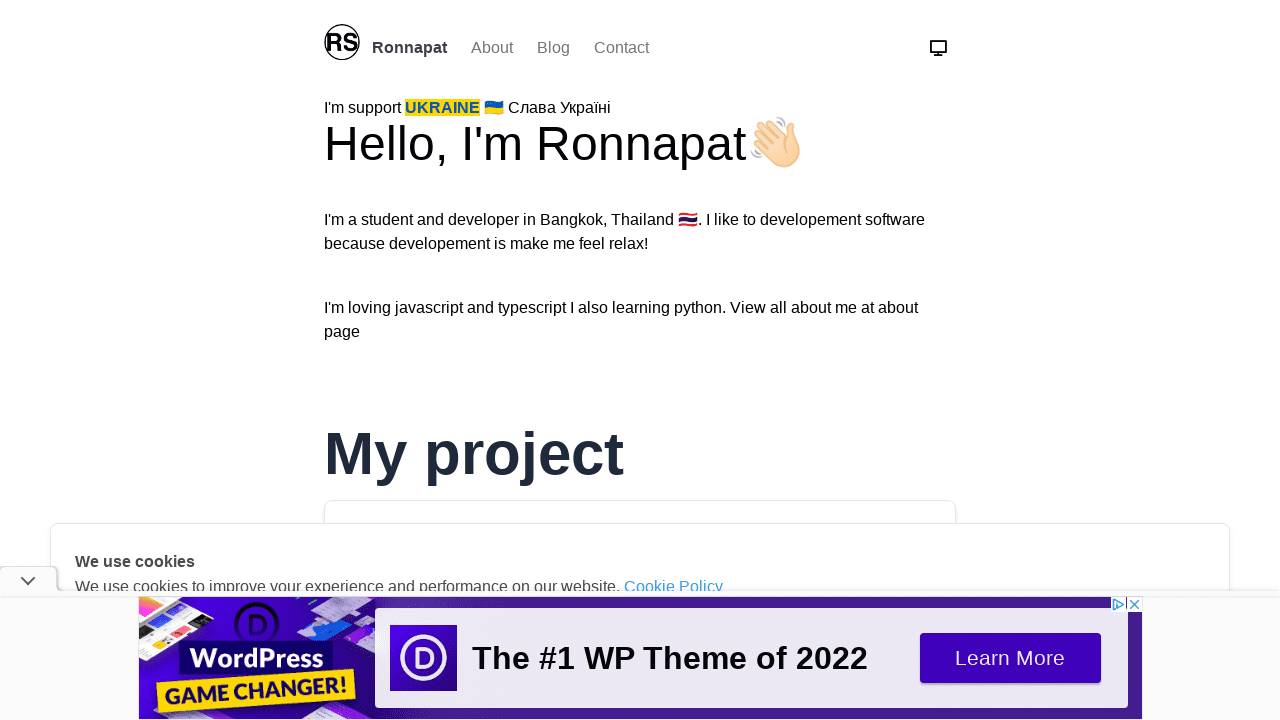 RS Ronnapat About Blog Contact
I'm support UKRAINE 🇺🇦 Слава Україні
Hello, I'm Ronnapat👋🏻
I'm a student and developer in Bangkok, Thailand 🇹🇭. I like to developement software
because developement is make me feel relax!
I'm loving javascript and typescript I also learning python. View all about me at about
page
My project
We use cookies
We use cookies to improve your experience and performance on our website. Cookie Policy
D
WordPress
GAME CHANGER!
D The #1 WP Theme of 2022 Learn More